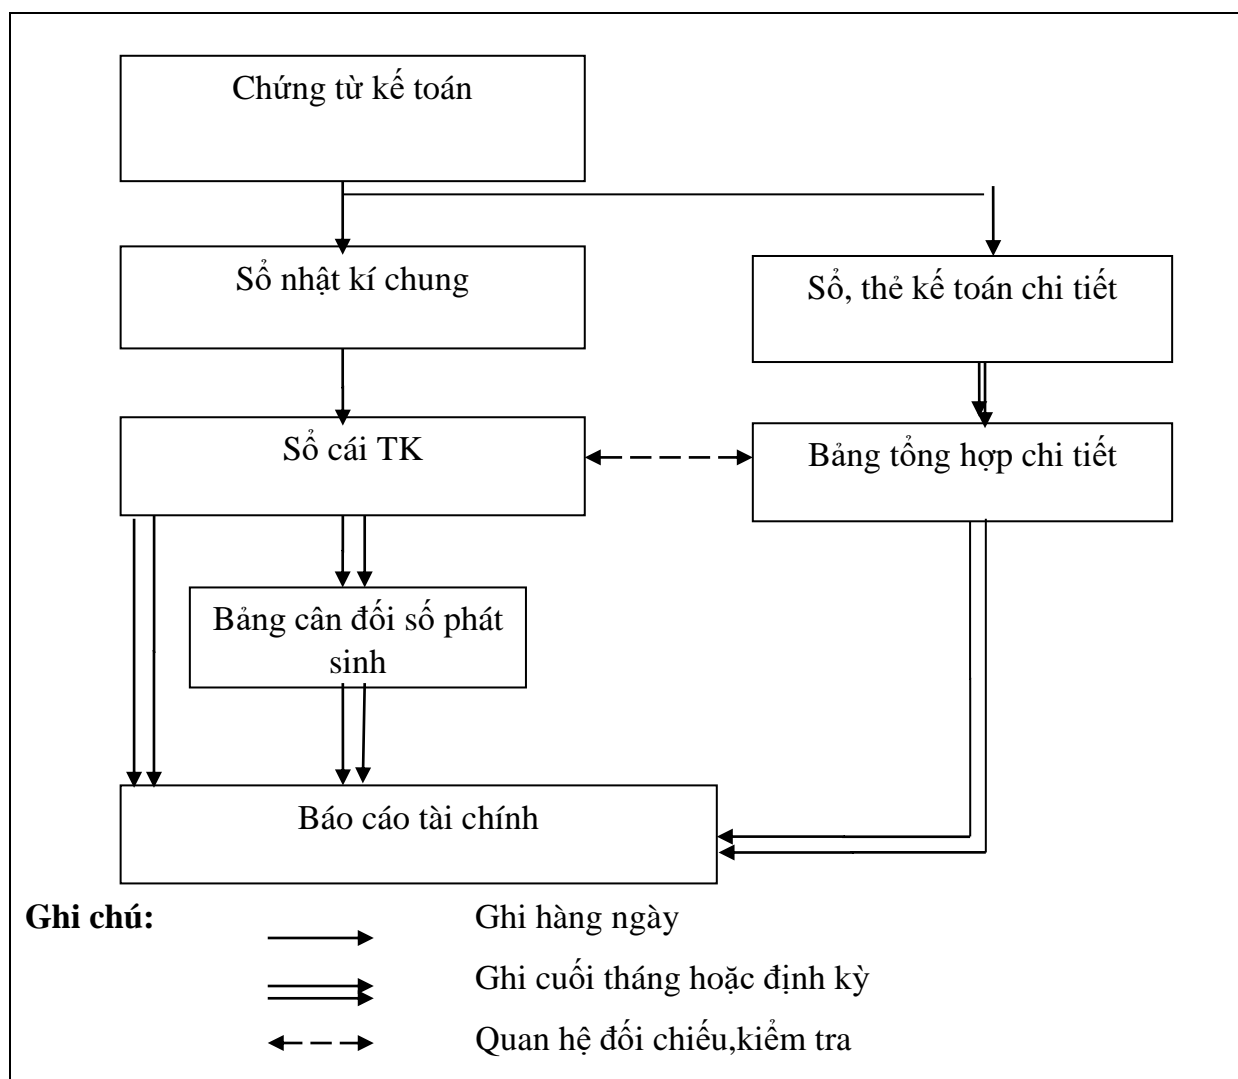 Chứng từ kế toán
Sổ nhật kí chung
Sổ, thẻ kế toán chi tiết
Sổ cái TK
Bảng tổng hợp chi tiết
Bảng cân đối số phát
sinh
Báo cáo tài chính
Ghi chú:
Ghi hàng ngày
Ghi cuối tháng hoặc định kỳ
Quan hệ đối chiếu,kiểm tra